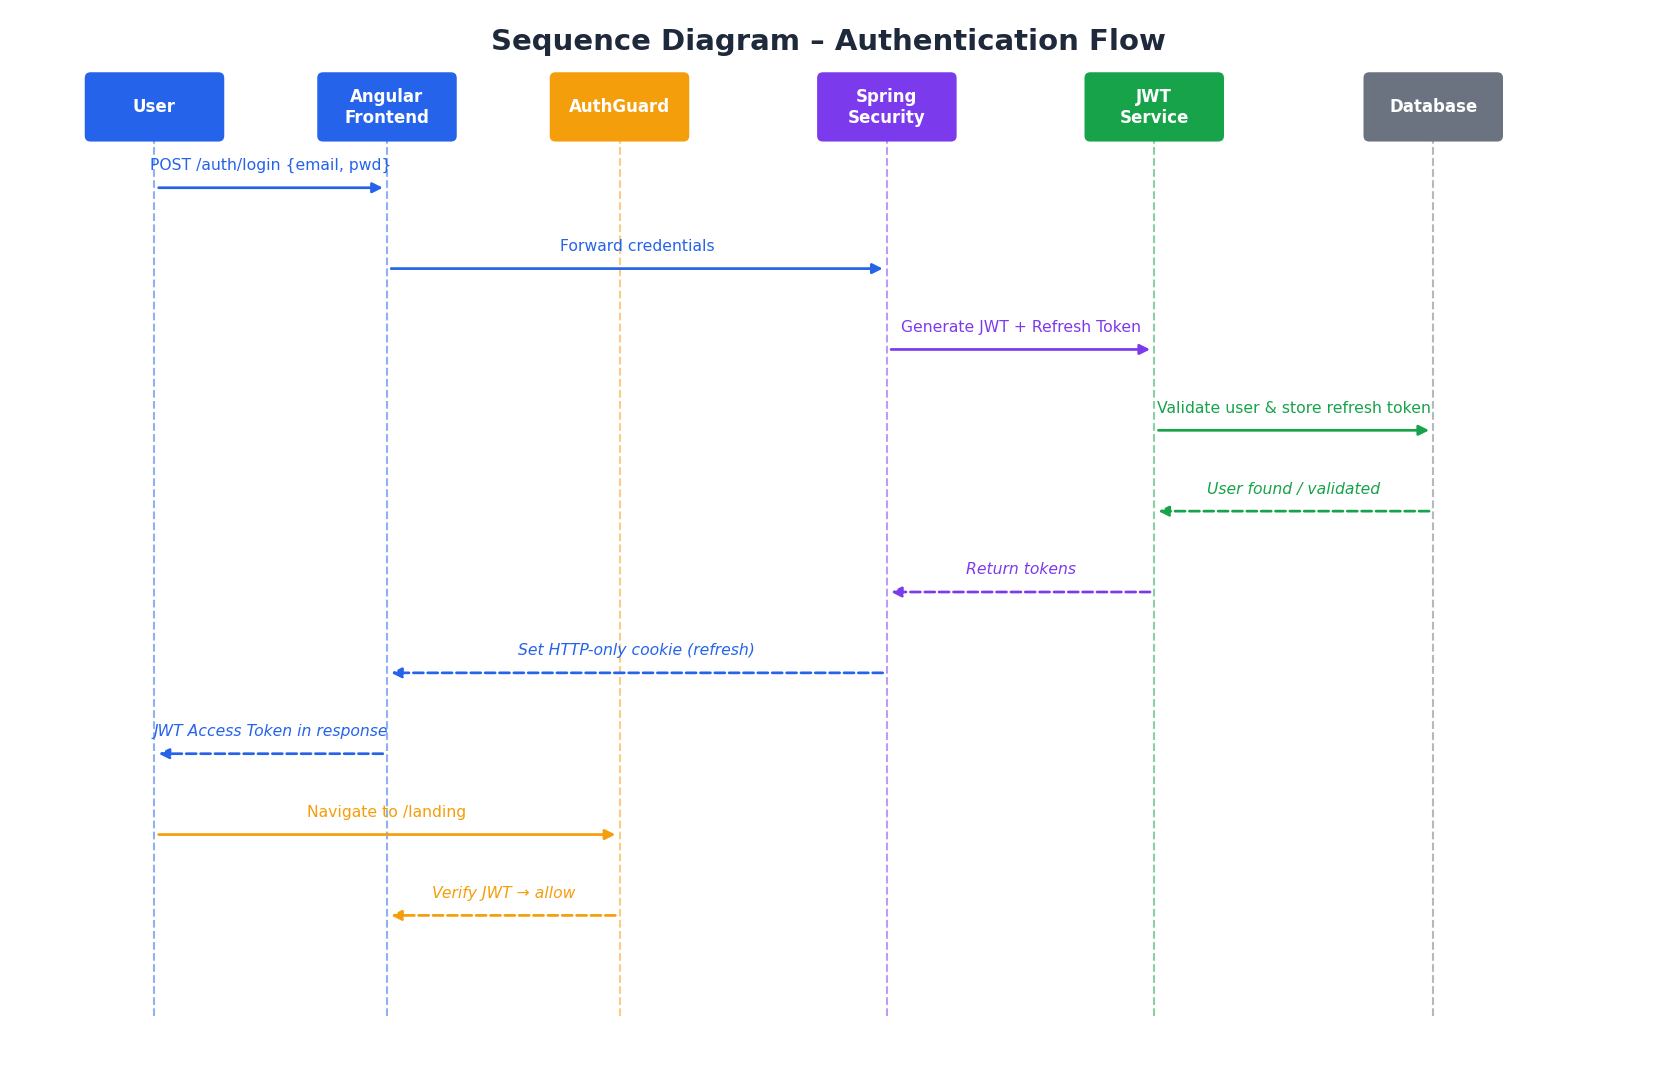 Sequence Diagram – Authentication Flow
User
Angular
Frontend
AuthGuard
Spring
Security
JWT
Service
Database
POST /auth/login {email, pwd}
Forward credentials
Generate JWT + Refresh Token
Validate user & store refresh token
User found / validated
Return tokens
Set HTTP-only cookie (refresh)
JWT Access Token in response
Navigate to /landing
Verify JWT → allow